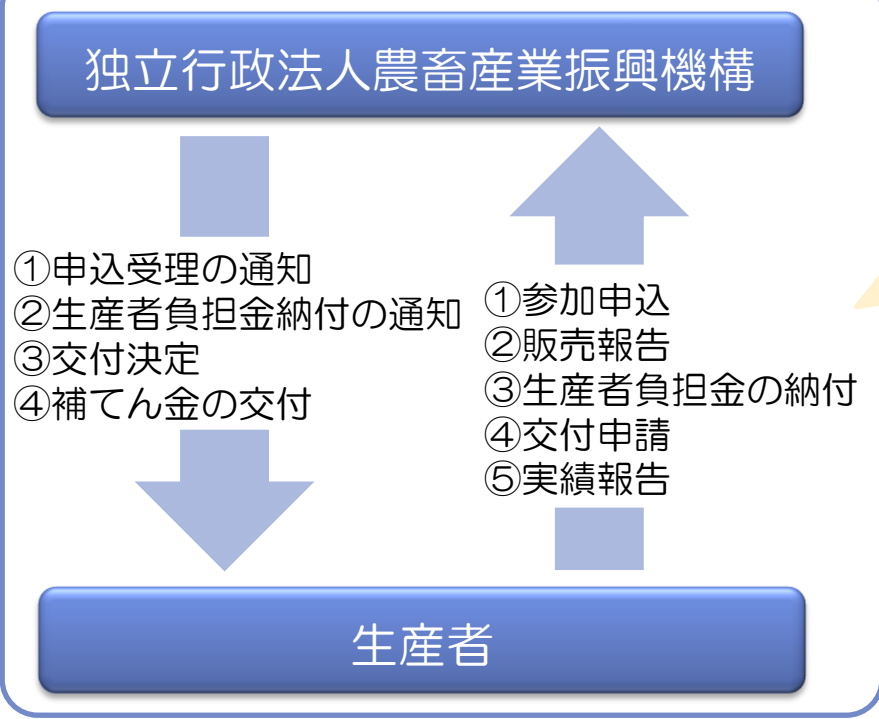 独立行政法人農畜産業振興機構
①申込受理の通知
②生産者負担金納付の通知
③交付決定
④補てん金の交付
①参加申込
②販売報告
③生産者負担金の納付
④交付申請
⑤実績報告
生産者